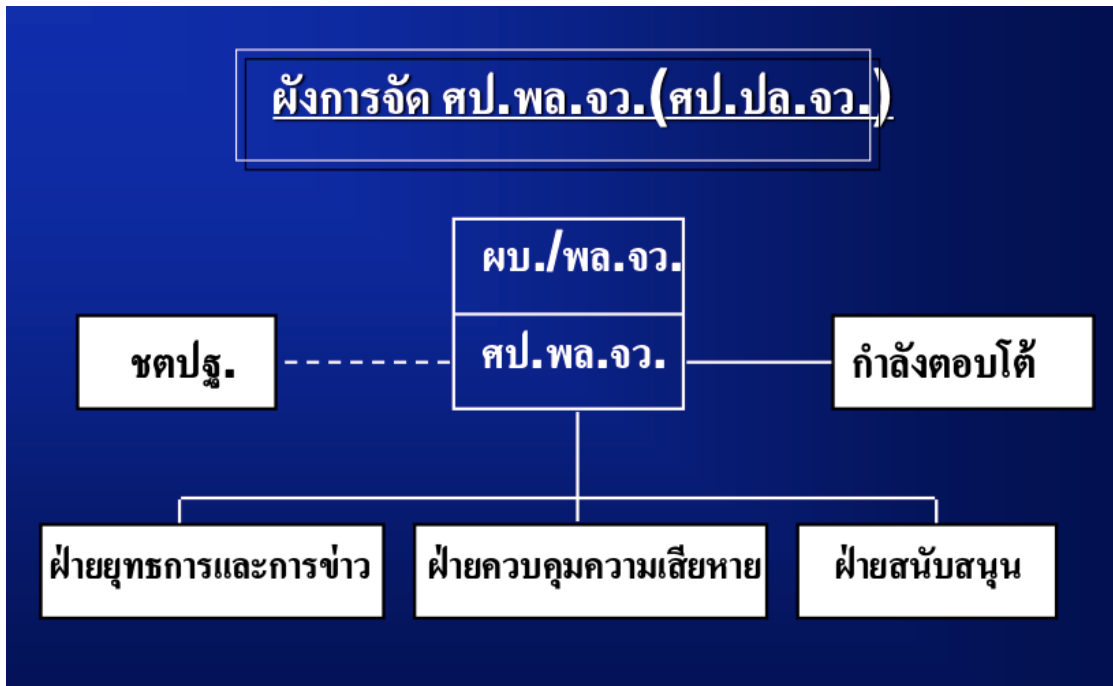 ผังการจัด ศป.พล.จว.(ศป.ปล.จว.)
ผบ./พล.จว.
ชตปฐ.
ศป.พล.จว.
กำลังตอบโต้
ฝ่ายยุทธการและการข่าว
ฝ่ายควบคุมความเสียหาย
ฝ่ายสนับสนุน